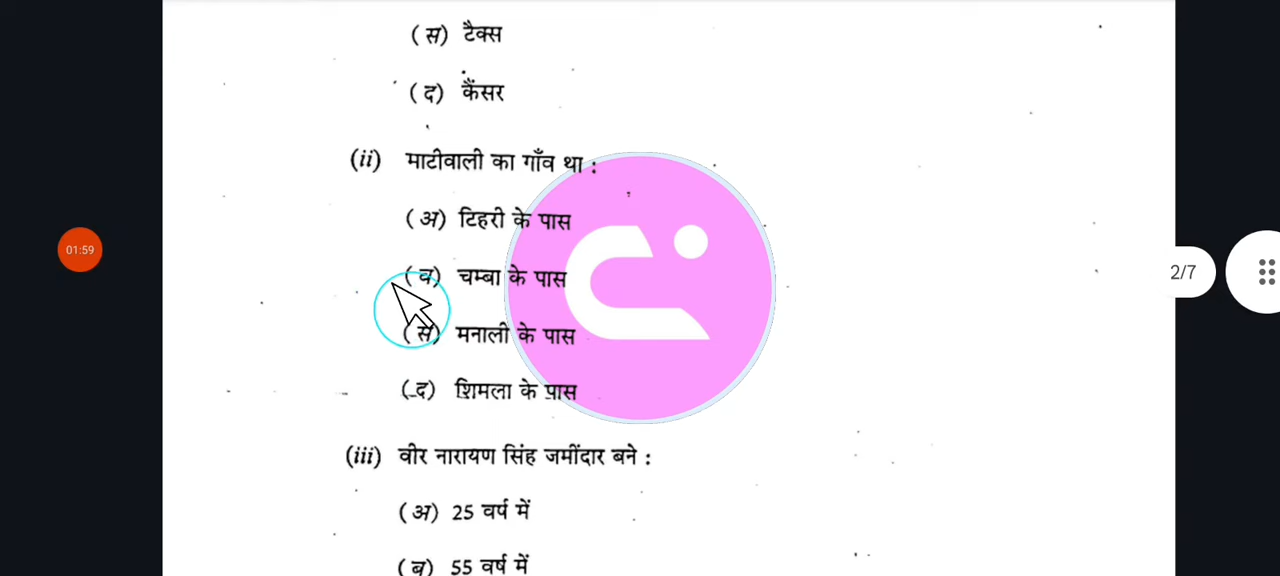 (स) टैक्स
(द) कैंसर
(ii) माटीवाली का गाँव था :
(अ) टिहरी के पास
01:59
(ब) चम्बा के पास
2/7
(स) मनाली के पास
(द) शिमला के पास
(iii) वीर नारायण सिंह जमींदार बने :
(अ) 25 वर्ष में
(ब) 55 वर्ष में